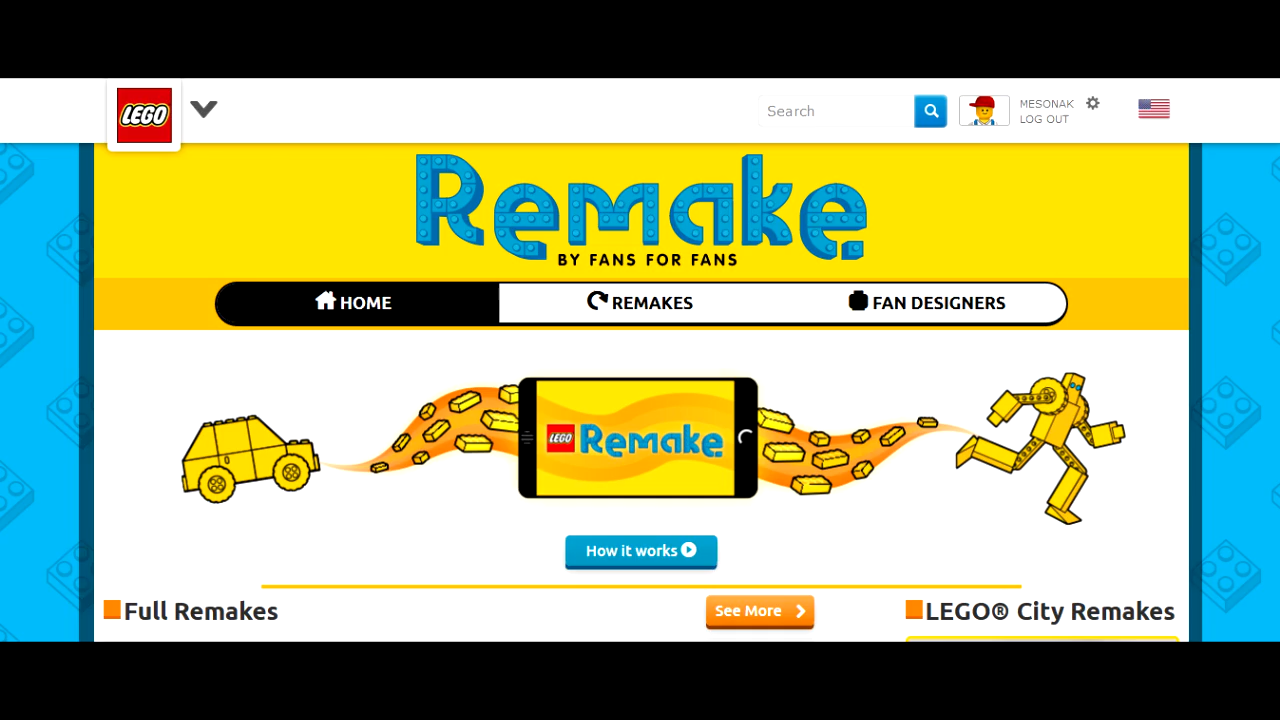 LEGO
Search
MESONAK
LOG OUT
Remake
BY FANS FOR FANS
HOME
REMAKES
FAN DESIGNERS
LEGO Remake
How it works
Full Remakes
See More
LEGO® City Remakes